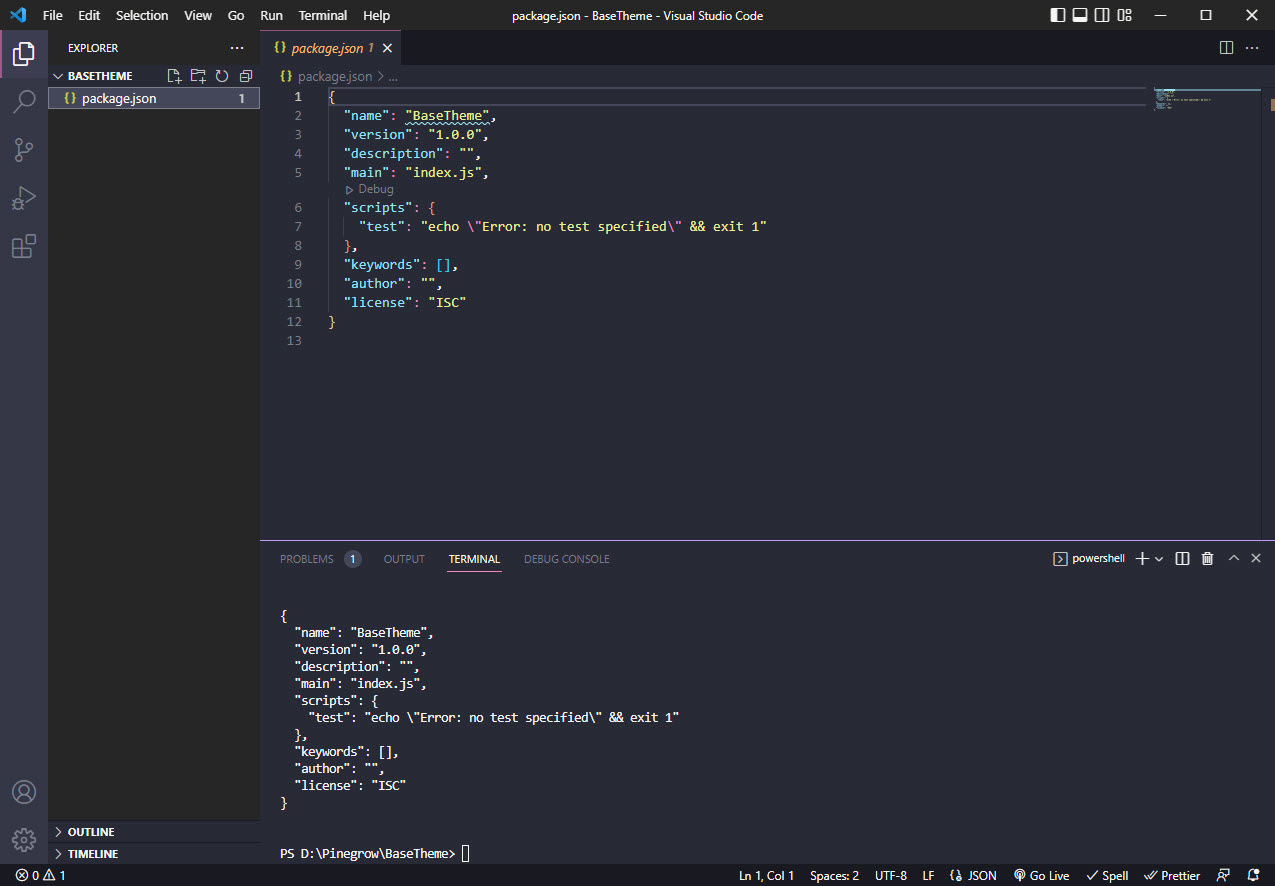 File Edit Selection View Go Run Terminal Help package.json - BaseTheme - Visual Studio Code
EXPLORER
BASETHEME
{} package.json 1
OUTLINE
TIMELINE
{} package.json 1
{} package.json > ...
1 {
2 "name": "BaseTheme",
3 "version": "1.0.0",
4 "description": "",
5 "main": "index.js",
Debug
6 "scripts": {
7 "test": "echo \"Error: no test specified\" && exit 1"
8 },
9 "keywords": [],
10 "author": "",
11 "license": "ISC"
12 }
13
PROBLEMS 1 OUTPUT TERMINAL DEBUG CONSOLE powershell
{
"name": "BaseTheme",
"version": "1.0.0",
"description": "",
"main": "index.js",
"scripts": {
"test": "echo \"Error: no test specified\" && exit 1"
},
"keywords": [],
"author": "",
"license": "ISC"
}
PS D:\Pinegrow\BaseTheme>
0 1 Ln 1, Col 1 Spaces: 2 UTF-8 LF JSON Go Live Spell Prettier